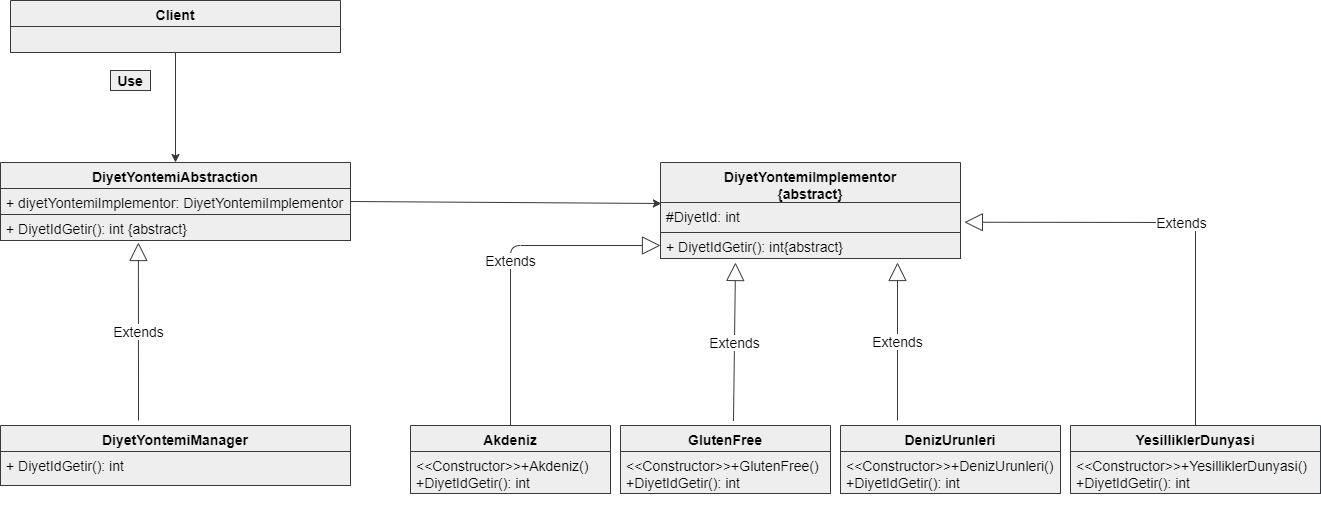 Client
Use
DiyetYontemiAbstraction
+ diyetYontemiImplementor: DiyetYontemiImplementor
+ DiyetIdGetir(): int {abstract}
DiyetYontemiImplementor
{abstract}
#DiyetId: int
+ DiyetIdGetir(): int{abstract}
Extends
Extends
Extends
Extends
Extends
DiyetYontemiManager
+ DiyetIdGetir(): int
Akdeniz
<<Constructor>>+Akdeniz()
+DiyetIdGetir(): int
GlutenFree
<<Constructor>>+GlutenFree()
+DiyetIdGetir(): int
DenizUrunleri
<<Constructor>>+DenizUrunleri()
+DiyetIdGetir(): int
YesilliklerDunyasi
<<Constructor>>+YesilliklerDunyasi()
+DiyetIdGetir(): int